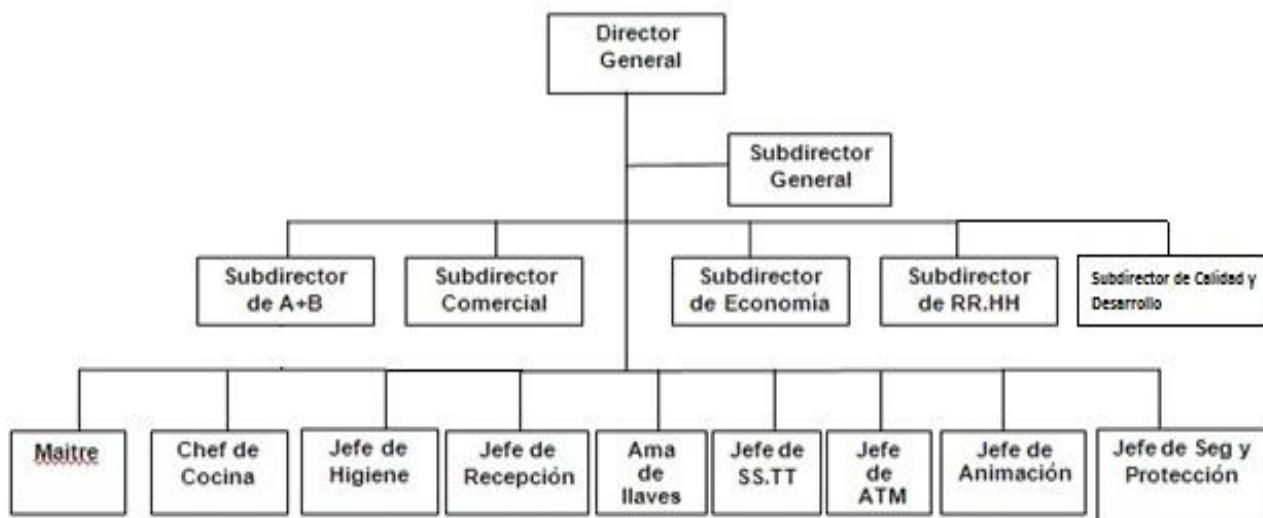 Director
General
Subdirector
General
Subdirector
de A+B
Subdirector
Comercial
Subdirector
de Economía
Subdirector
de RR.HH
Subdirector de Calidad y
Desarrollo
Maitre
Chef de
Cocina
Jefe de
Higiene
Jefe de
Recepción
Ama
de
llaves
Jefe de
SS.TT
Jefe
de
ATM
Jefe de
Animación
Jefe de Seg y
Protección